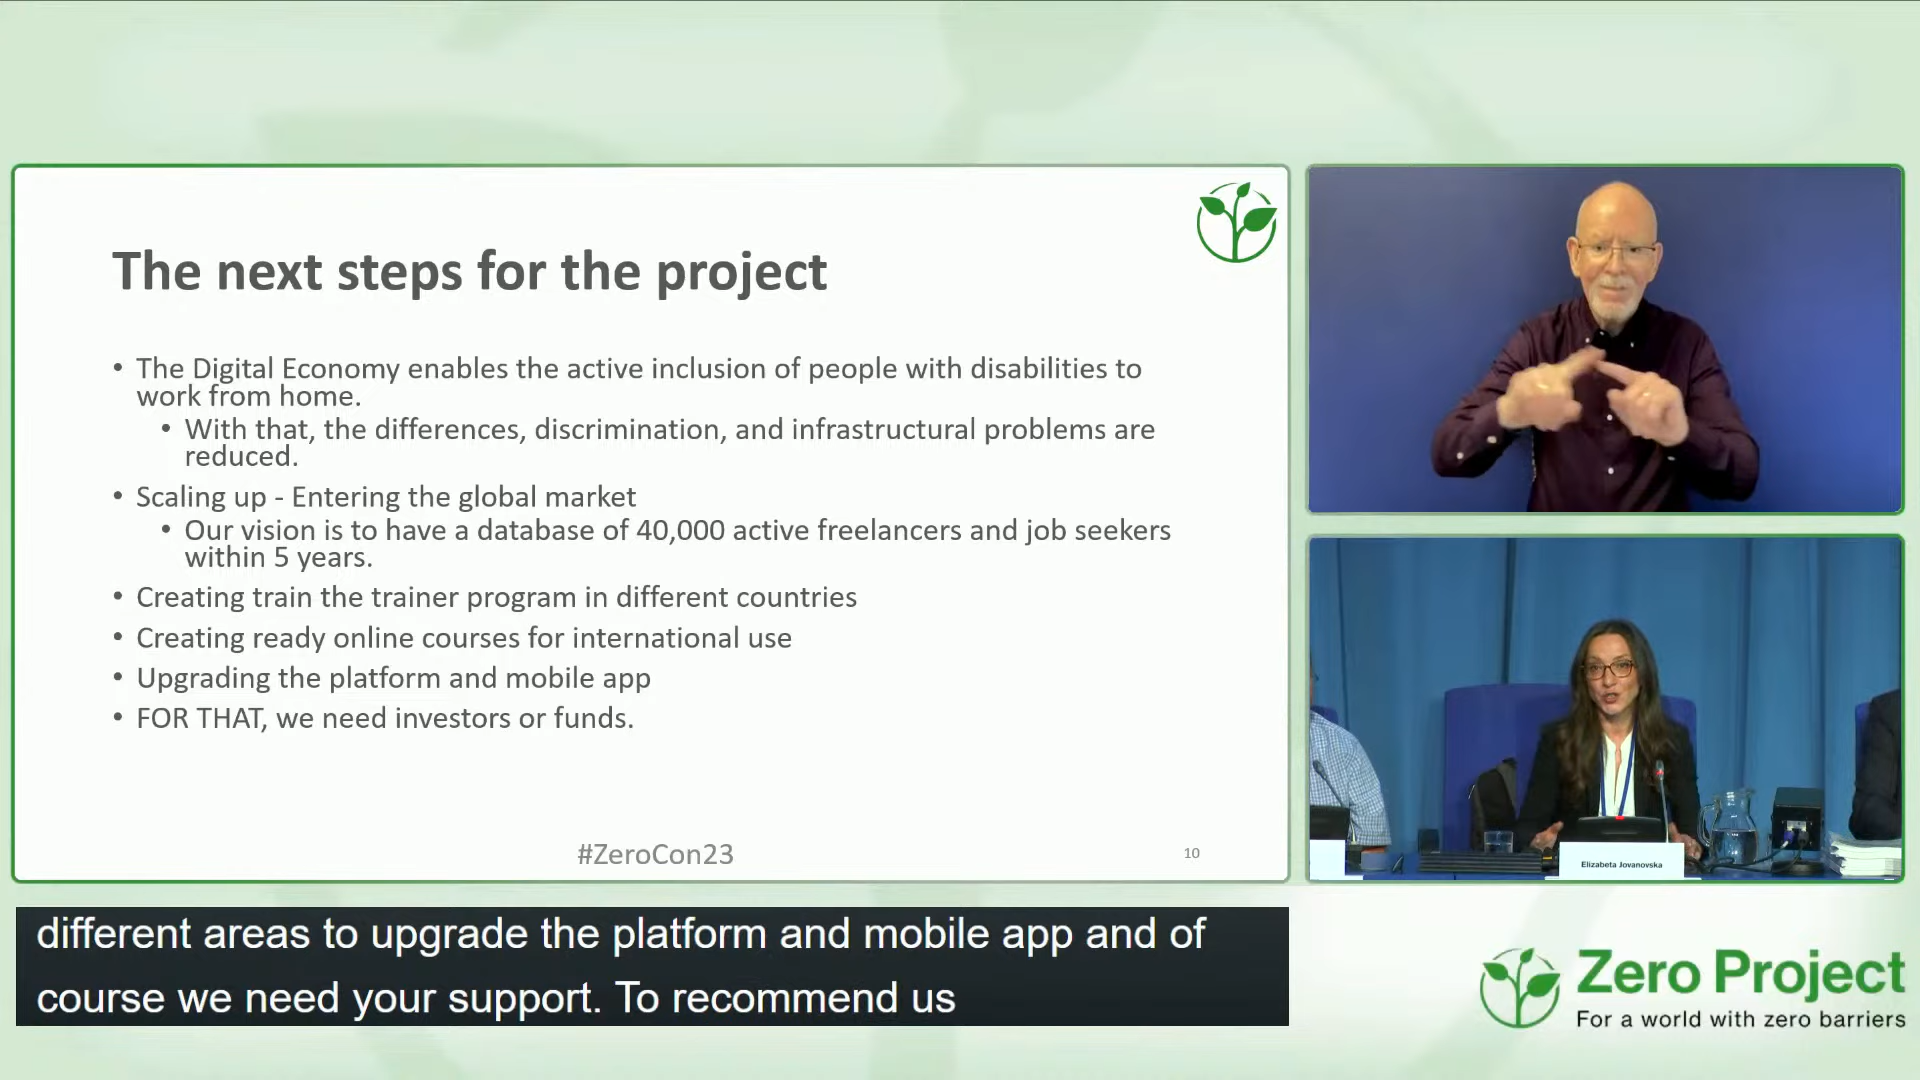 The next steps for the project
• The Digital Economy enables the active inclusion of people with disabilities to
work from home.
• With that, the differences, discrimination, and infrastructural problems are
reduced.
• Scaling up - Entering the global market
• Our vision is to have a database of 40,000 active freelancers and job seekers
within 5 years.
• Creating train the trainer program in different countries
• Creating ready online courses for international use
• Upgrading the platform and mobile app
• FOR THAT, we need investors or funds.
#ZeroCon23
10
Elizabeta Jovanovska
different areas to upgrade the platform and mobile app and of
course we need your support. To recommend us
Zero Project
For a world with zero barriers